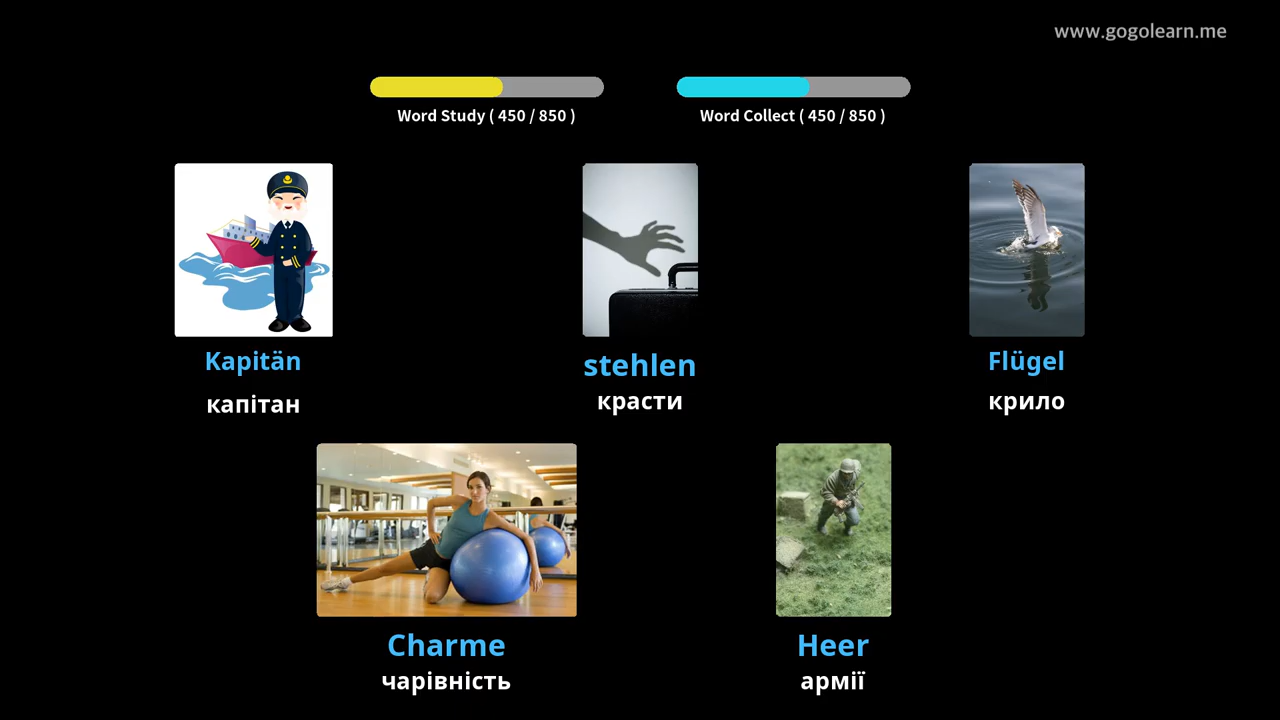 www.gogolearn.me
Word Study ( 450 / 850 )
Word Collect ( 450 / 850 )
Kapitän
капітан
stehlen
красти
Flügel
крило
Charme
чарівність
Heer
армії